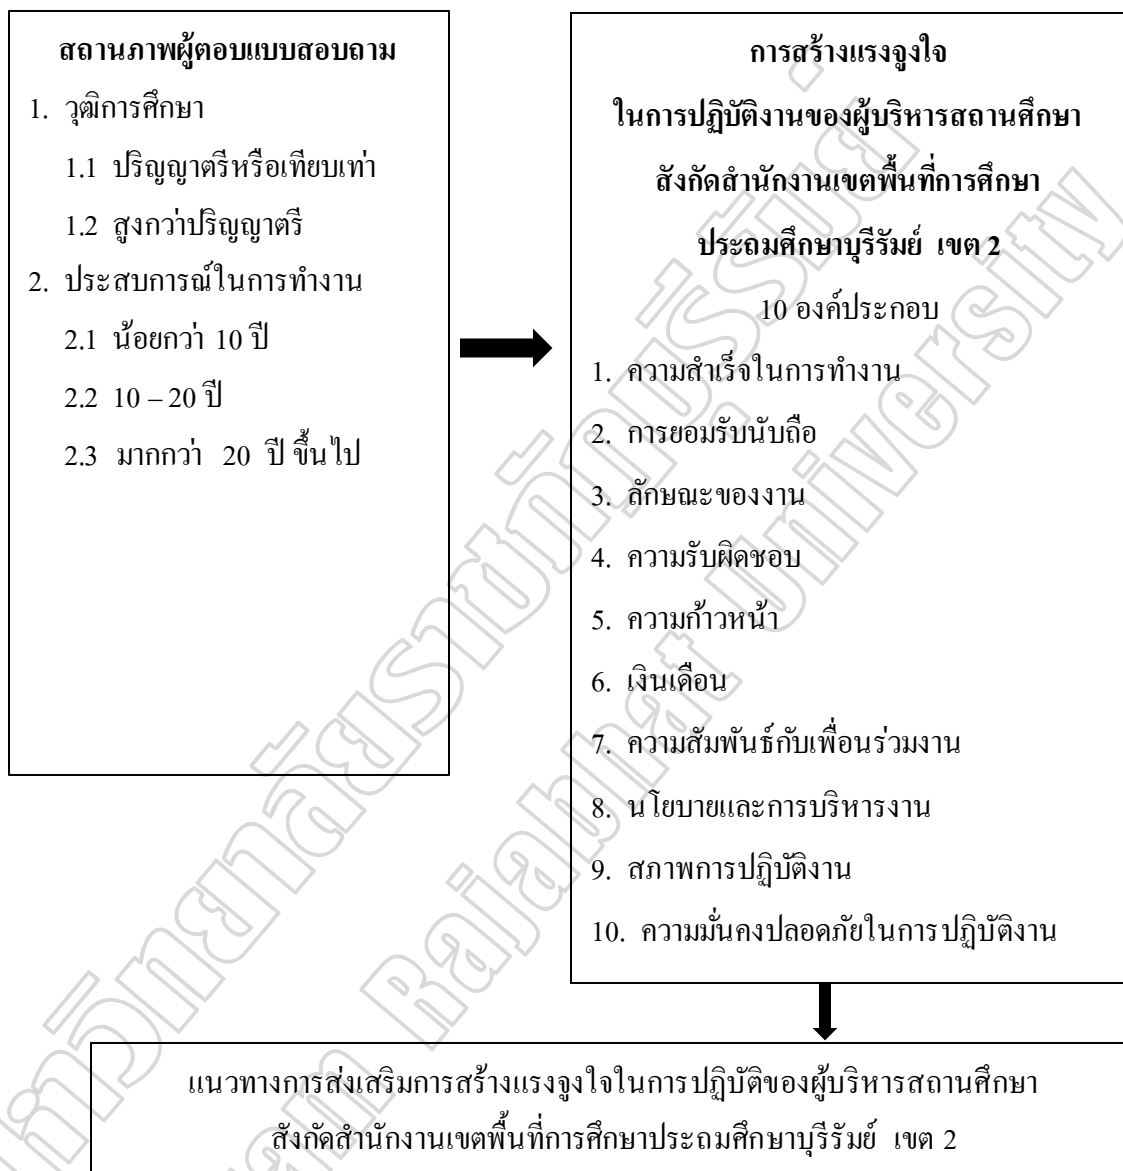 สถานภาพผู้ตอบแบบสอบถาม
1. วุฒิการศึกษา
1.1 ปริญญาตรีหรือเทียบเท่า
1.2 สูงกว่าปริญญาตรี
2. ประสบการณ์ในการทำงาน
2.1 น้อยกว่า 10 ปี
2.2 10 – 20 ปี
2.3 มากกว่า 20 ปี ขึ้นไป
การสร้างแรงจูงใจ
ในการปฏิบัติงานของผู้บริหารสถานศึกษา
สังกัดสำนักงานเขตพื้นที่การศึกษา
ประถมศึกษาบุรีรัมย์ เขต 2
10 องค์ประกอบ
1. ความสำเร็จในการทำงาน
2. การยอมรับนับถือ
3. ลักษณะของงาน
4. ความรับผิดชอบ
5. ความก้าวหน้า
6. เงินเดือน
7. ความสัมพันธ์กับเพื่อนร่วมงาน
8. นโยบายและการบริหารงาน
9. สภาพการปฏิบัติงาน
10. ความมั่นคงปลอดภัยในการปฏิบัติงาน
แนวทางการส่งเสริมการสร้างแรงจูงใจในการปฏิบัติของผู้บริหารสถานศึกษา
สังกัดสำนักงานเขตพื้นที่การศึกษาประถมศึกษาบุรีรัมย์ เขต 2
Rajabhat University